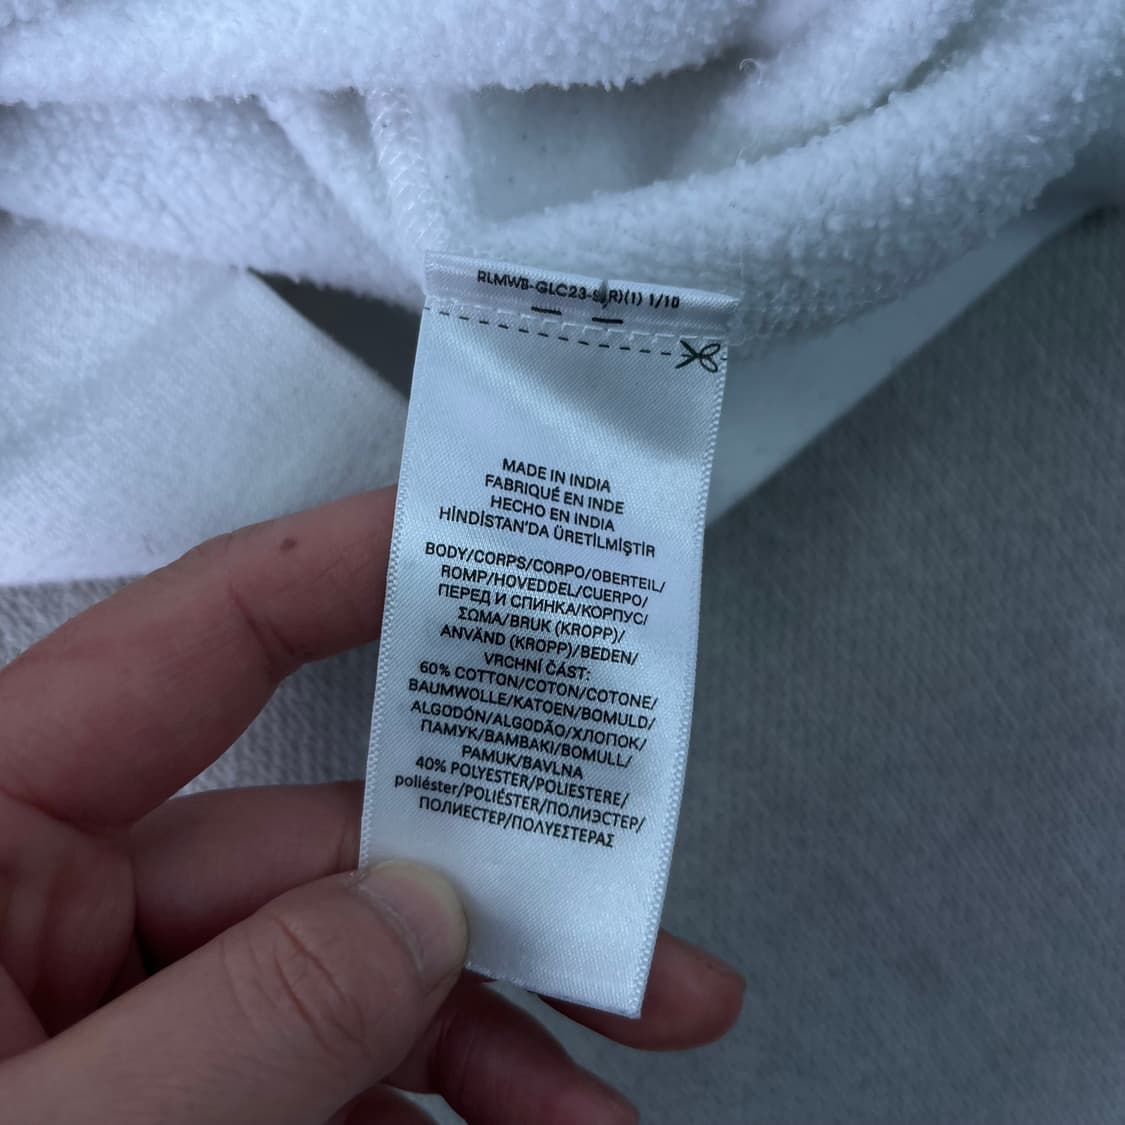 RLMWB-GLC23-S(R)(1) 1/10
MADE IN INDIA
FABRIQUÉ EN INDE
HECHO EN INDIA
HİNDİSTAN'DA ÜRETİLMİŞTİR
BODY/CORPS/CORPO/OBERTEIL/
ROMP/HOVEDDEL/CUERPO/
ПЕРЕД И СПИНКА/КОРПУС/
ΣΩΜΑ/BRUK (KROPP)/
ANVÄND (KROPP)/BEDEN/
VRCHNÍ ČÁST:
60% COTTON/COTON/COTONE/
BAUMWOLLE/KATOEN/BOMULD/
ALGODÓN/ALGODÃO/ХЛОПОК/
ПАМУК/ΒΑΜΒΑΚΙ/BOMULL/
PAMUK/BAVLNA
40% POLYESTER/POLIESTERE/
poliéster/POLIÉSTER/ПОЛИЭСТЕР/
ПОЛИЕСТЕР/ΠΟΛΥΕΣΤΕΡΑΣ